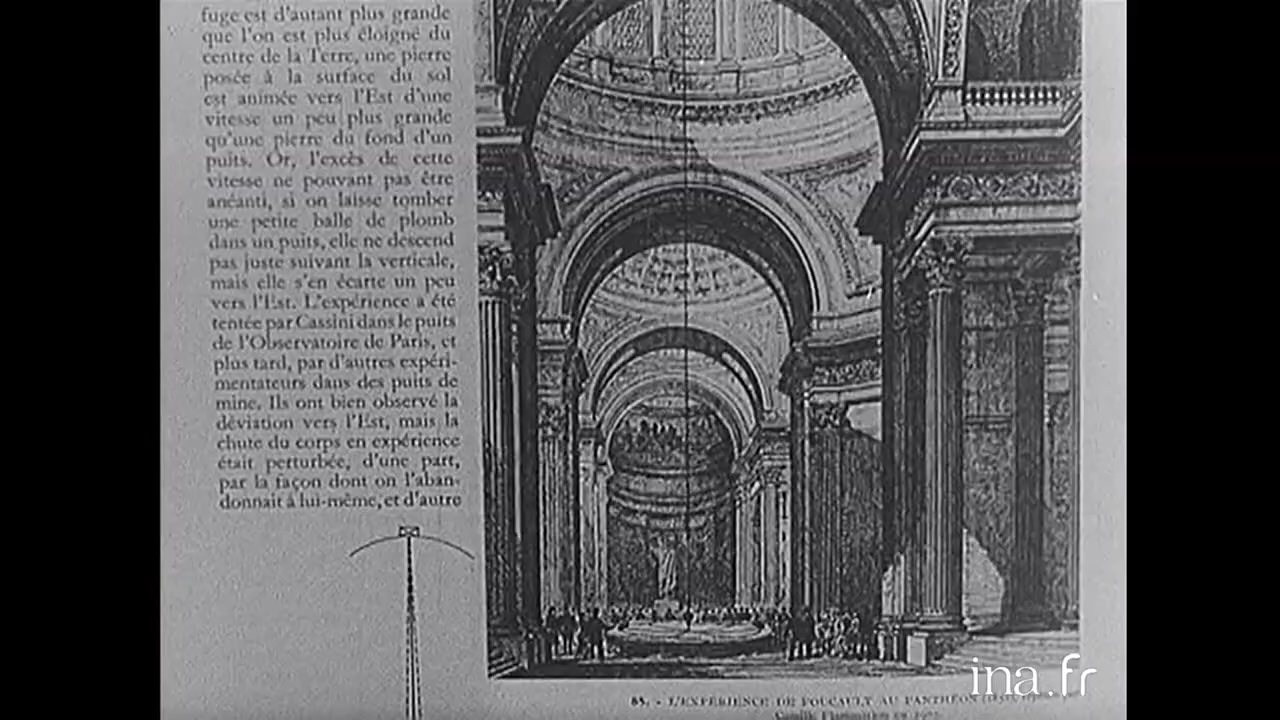 fuge est d'autant plus grande
que l'on est plus éloigné du
centre de la Terre, une pierre
posée à la surface du sol
est animée vers l'Est d'une
vitesse un peu plus grande
qu'une pierre du fond d'un
puits. Or, l'excès de cette
vitesse ne pouvant pas être
anéanti, si on laisse tomber
une petite balle de plomb
dans un puits, elle ne descend
pas juste suivant la verticale,
mais elle s'en écarte un peu
vers l'Est. L'expérience a été
tentée par Cassini dans le puits
de l'Observatoire de Paris, et
plus tard, par d'autres expéri-
mentateurs dans des puits de
mine. Ils ont bien observé la
déviation vers l'Est, mais la
chute du corps en expérience
était perturbée, d'une part,
par la façon dont on l'aban-
donnait à lui-même, et d'autre
85. - L'EXPÉRIENCE DE FOUCAULT AU PANTHÉON
Camille Flammarion en
ina.fr